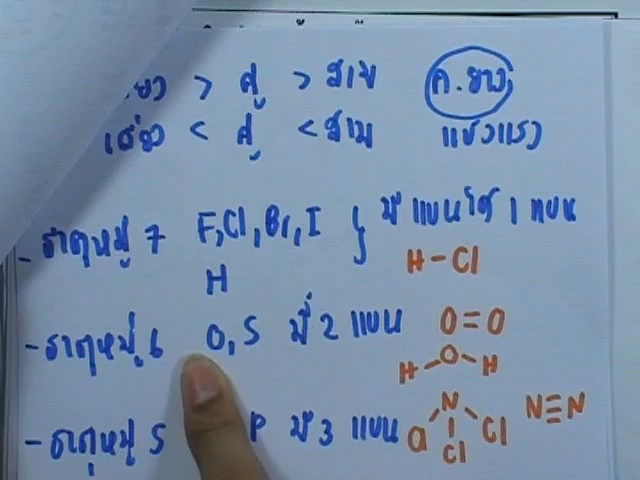 > คู่ > สาม ค.ยาว
เดี่ยว < คู่ < สาม แข็งแรง
- ธาตุหมู่ 7 F, Cl, Br, I } มีแขนได้ 1 แขน
H H-Cl
- ธาตุหมู่ 6 O, S มี 2 แขน O=O
H-O-H
- ธาตุหมู่ 5 P มี 3 แขน Cl N Cl N≡N
Cl